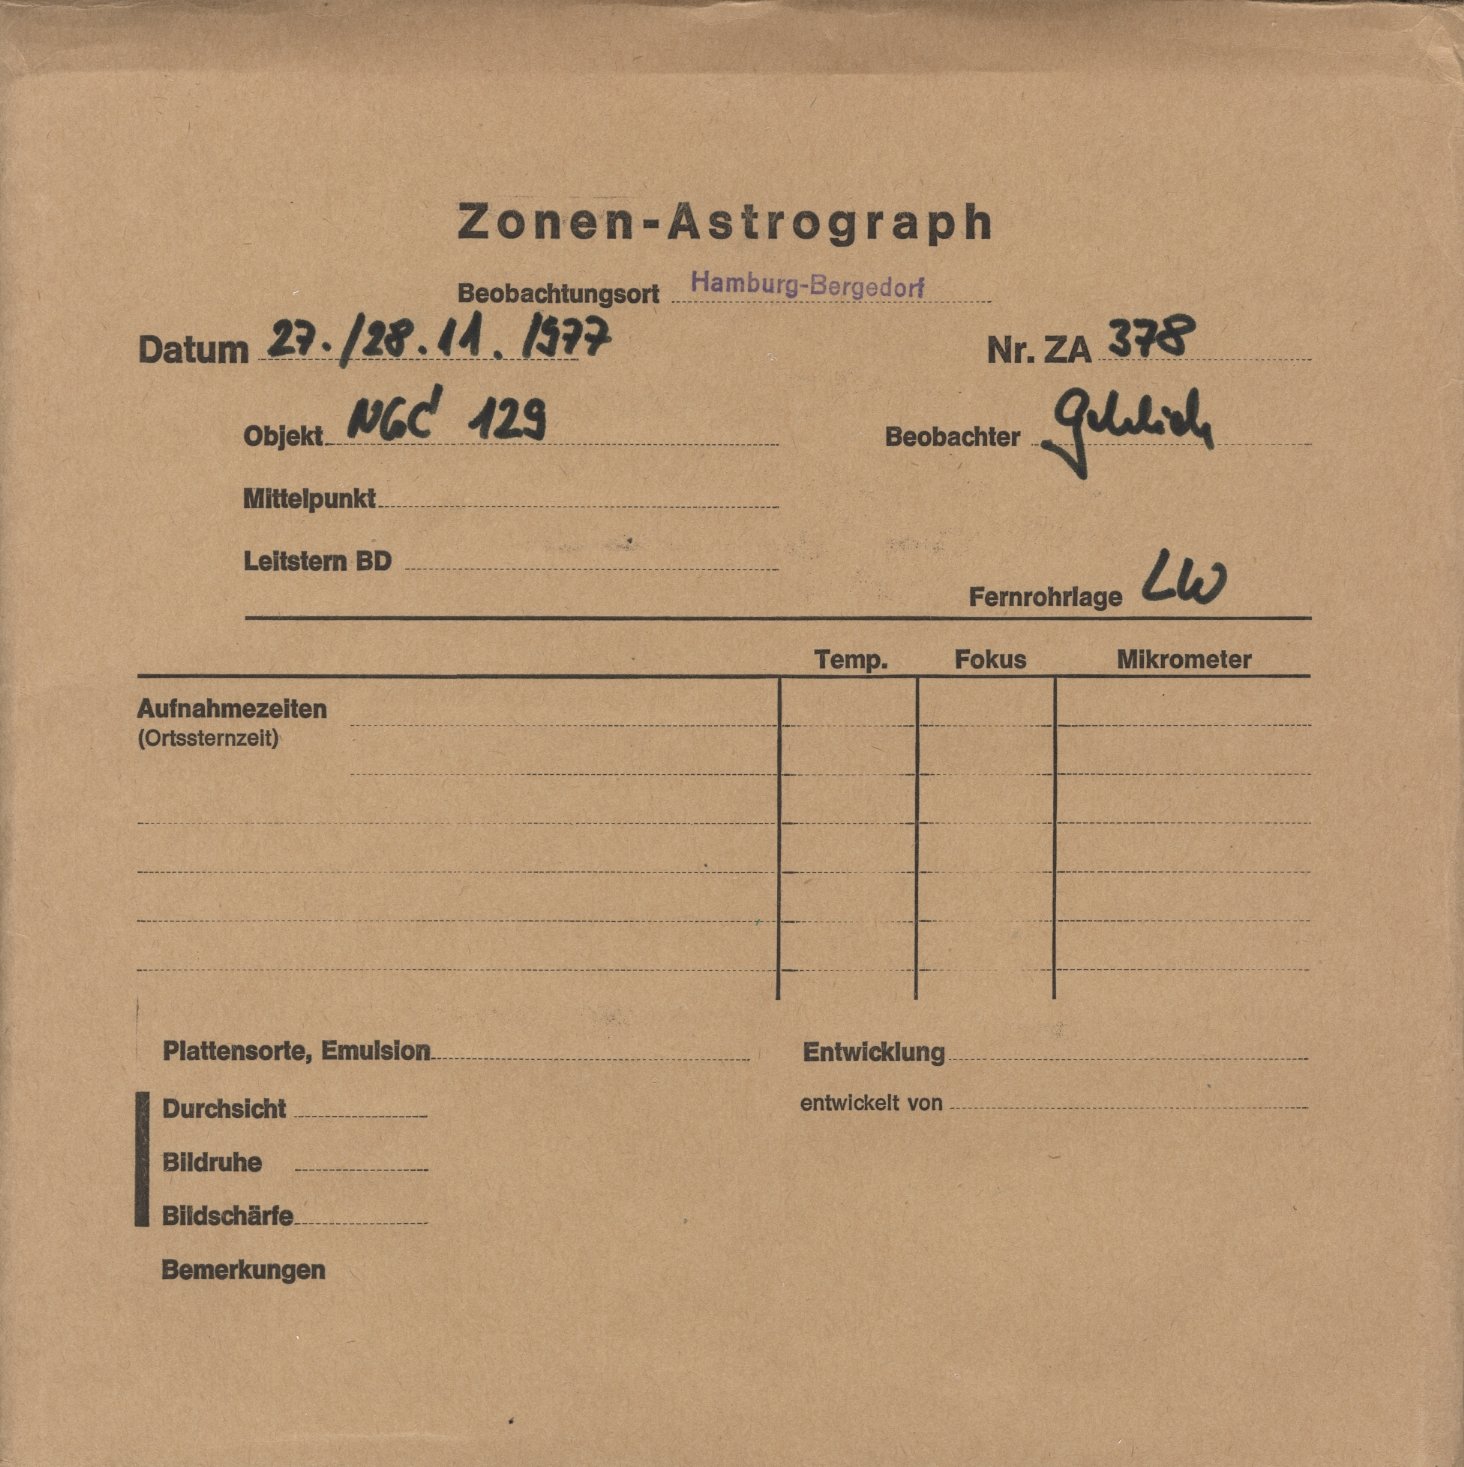 Zonen-Astrograph
Beobachtungsort Hamburg-Bergedorf
Datum 27./28.11.1977 Nr. ZA 378
Objekt NGC 129 Beobachter
Mittelpunkt
Leitstern BD
Fernrohrlage LW
Temp. Fokus Mikrometer
Aufnahmezeiten
(Ortssternzeit)
Plattensorte, Emulsion Entwicklung
Durchsicht entwickelt von
Bildruhe
Bildschärfe
Bemerkungen